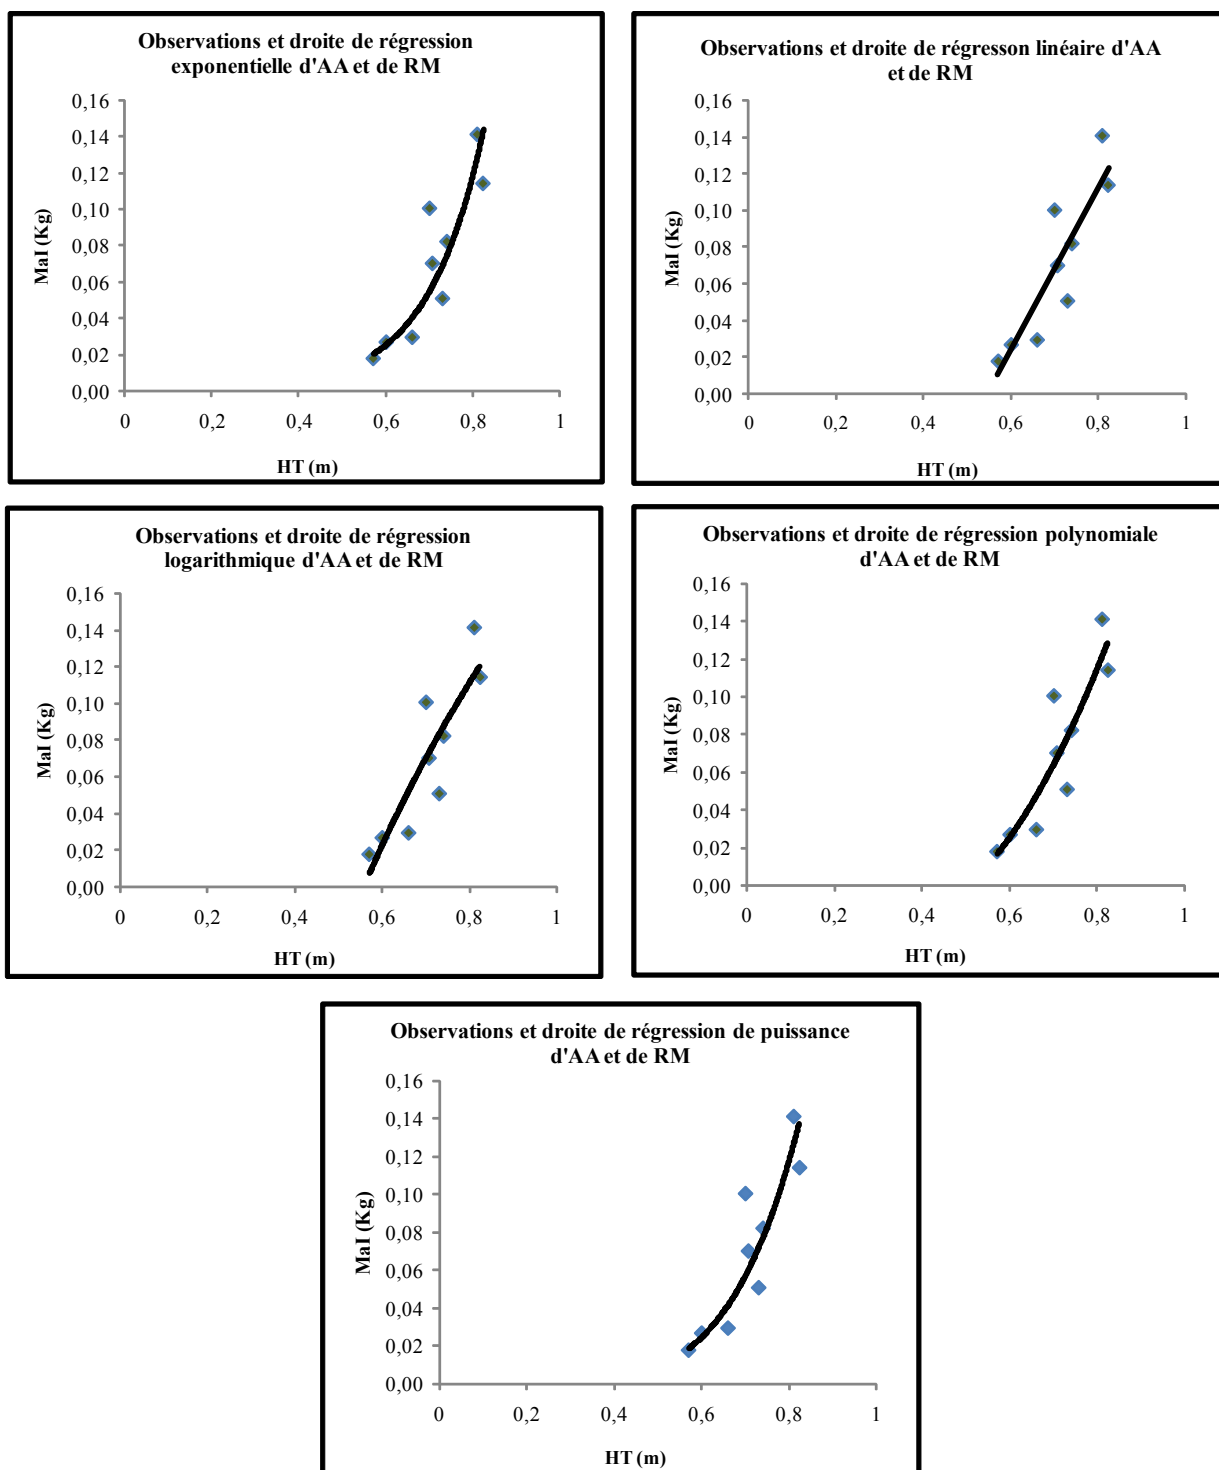 Observations et droite de régression
exponentielle d'AA et de RM
0,16
0,14
0,12
0,10
0,08
0,06
0,04
0,02
0,00
MaI (Kg)
0 0,2 0,4 0,6 0,8 1
HT (m)
Observations et droite de régresson linéaire d'AA
et de RM
0,16
0,14
0,12
0,10
0,08
0,06
0,04
0,02
0,00
MaI (Kg)
0 0,2 0,4 0,6 0,8 1
HT (m)
Observations et droite de régression
logarithmique d'AA et de RM
0,16
0,14
0,12
0,10
0,08
0,06
0,04
0,02
0,00
MaI (Kg)
0 0,2 0,4 0,6 0,8 1
HT (m)
Observations et droite de régression polynomiale
d'AA et de RM
0,16
0,14
0,12
0,10
0,08
0,06
0,04
0,02
0,00
MaI (Kg)
0 0,2 0,4 0,6 0,8 1
HT (m)
Observations et droite de régression de puissance
d'AA et de RM
0,16
0,14
0,12
0,10
0,08
0,06
0,04
0,02
0,00
MaI (Kg)
0 0,2 0,4 0,6 0,8 1
HT (m)